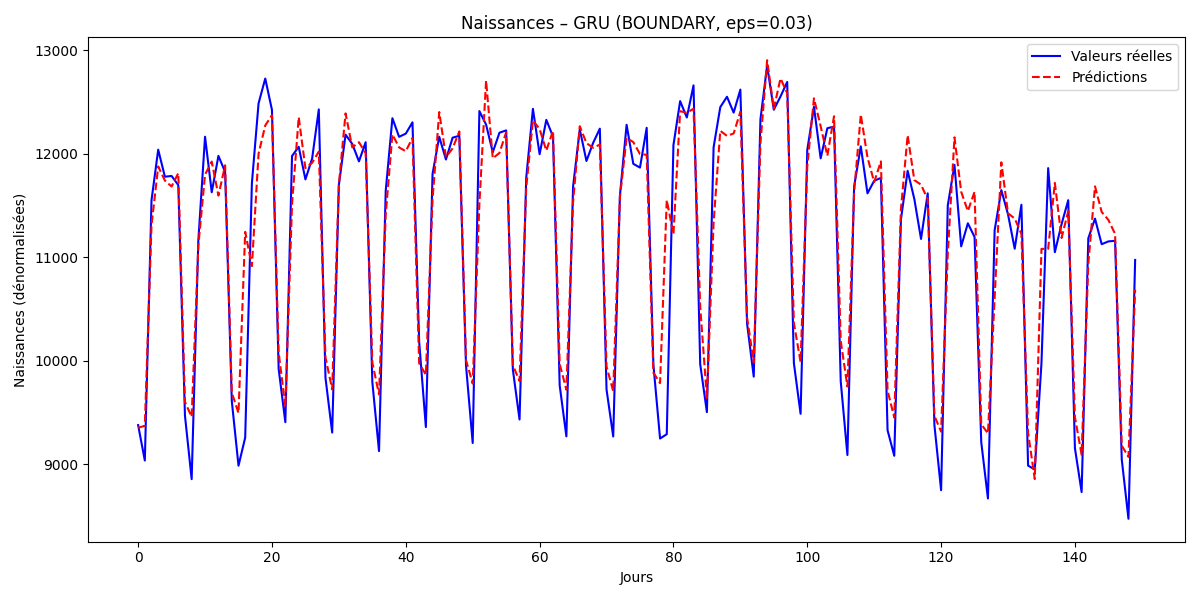 Naissances – GRU (BOUNDARY, eps=0.03)
Valeurs réelles
Prédictions
Naissances (dénormalisées)
13000
12000
11000
10000
9000
0 20 40 60 80 100 120 140
Jours